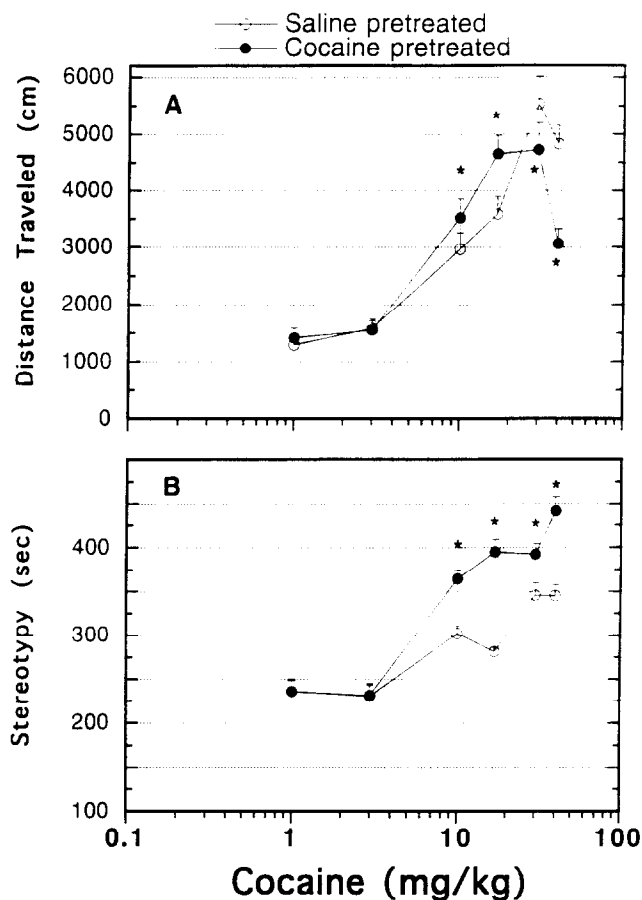 Saline pretreated
Cocaine pretreated
A
Distance Traveled (cm)
6000
5000
4000
3000
2000
1000
0
B
Stereotypy (sec)
400
300
200
100
0.1
1
10
100
Cocaine (mg/kg)